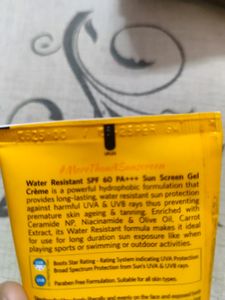 #MoreThanASunscreen
Water Resistant SPF 60 PA+++ Sun Screen Gel
Crème is a powerful hydrophobic formulation that
provides long-lasting, water resistant sun protection
against harmful UVA & UVB rays thus preventing
premature skin ageing & tanning. Enriched with
Ceramide NP, Niacinamide & Olive Oil, Carrot
Extract, its Water Resistant formula makes it ideal
for use for long duration sun exposure like when
playing sports or swimming or outdoor activities.
Boots Star Rating - Rating System indicating UVA Protection
Broad Spectrum Protection from Sun's UVA & UVB rays.
Paraben Free Formulation. Suitable for all skin types.